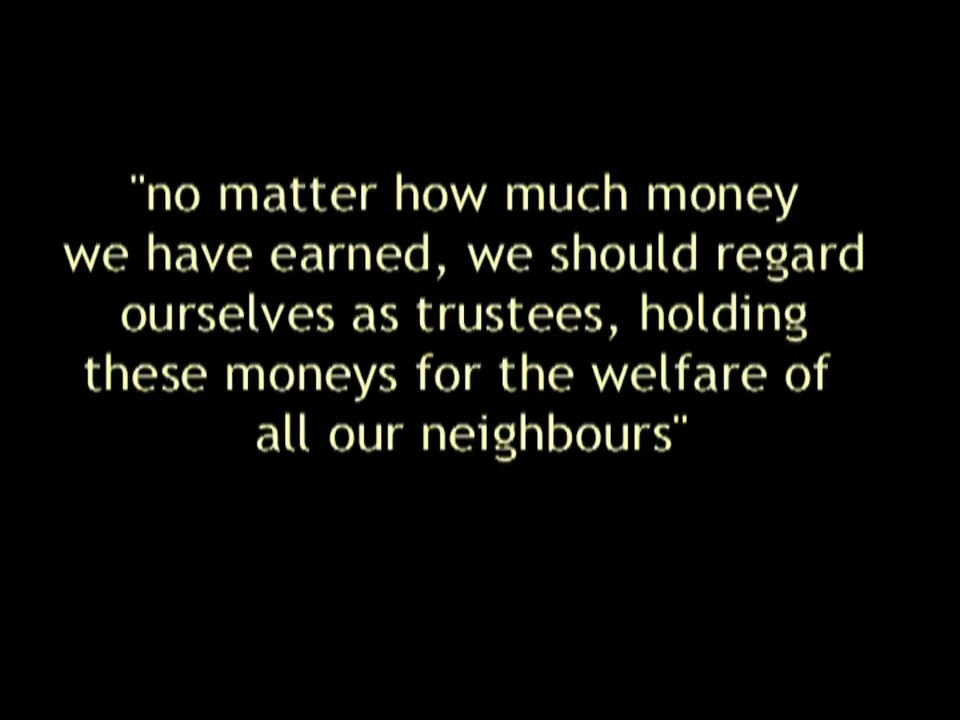 "no matter how much money
we have earned, we should regard
ourselves as trustees, holding
these moneys for the welfare of
all our neighbours"